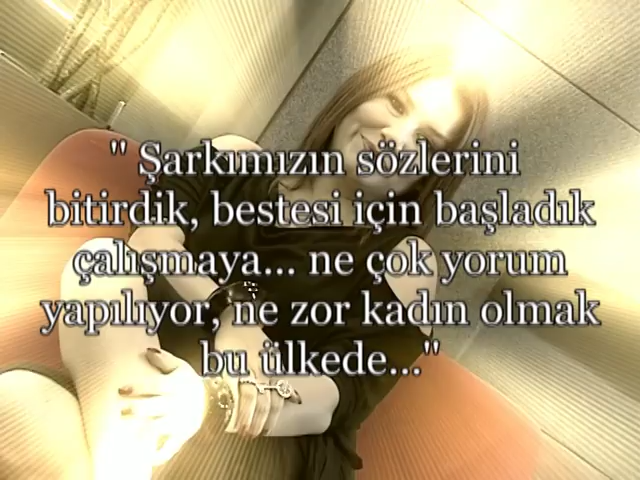 " Şarkımızın sözlerini
bitirdik, bestesi için başladık
çalışmaya... ne çok yorum
yapılıyor, ne zor kadın olmak
bu ülkede..."